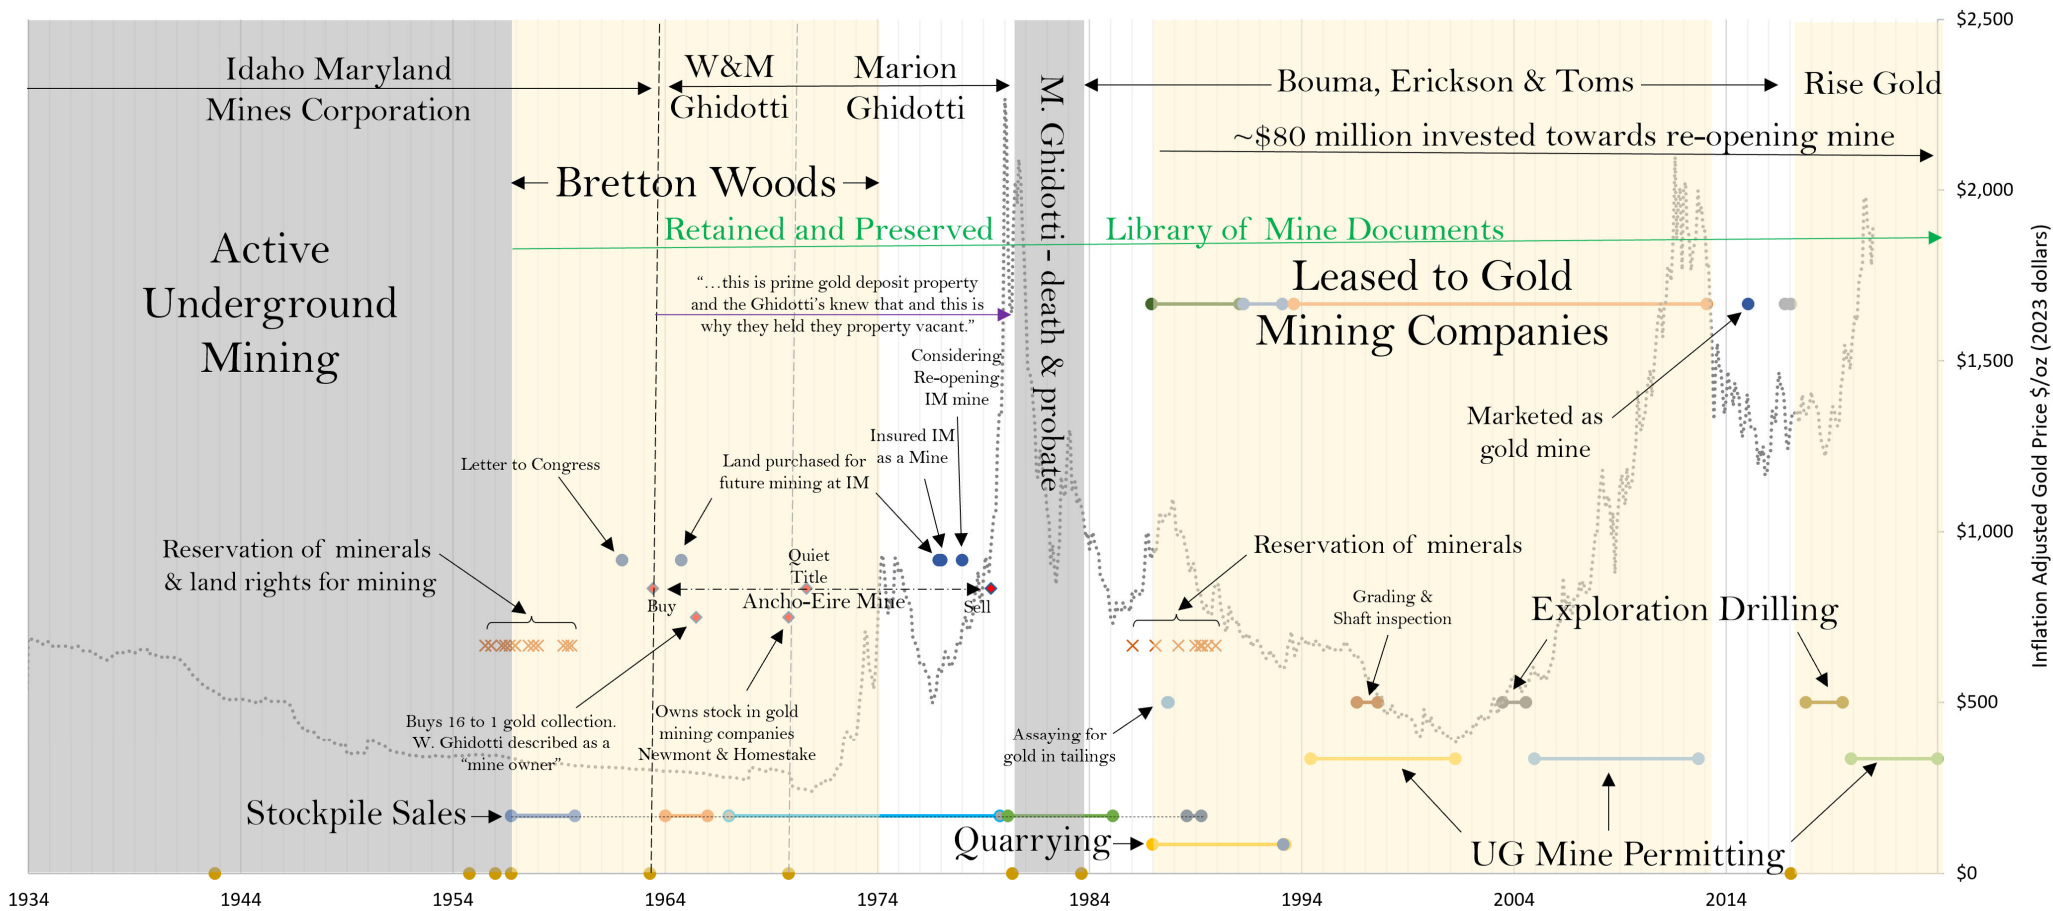 Idaho Maryland
Mines Corporation
W&M
Ghidotti
Marion
Ghidotti
M. Ghidotti - death & probate
Bouma, Erickson & Toms
Rise Gold
~$80 million invested towards re-opening mine
Bretton Woods
Retained and Preserved
Library of Mine Documents
Active
Underground
Mining
“…this is prime gold deposit property
and the Ghidotti’s knew that and this is
why they held they property vacant.”
Leased to Gold
Mining Companies
Considering
Re-opening
IM mine
Marketed as
gold mine
Insured IM
as a Mine
Letter to Congress
Land purchased for
future mining at IM
Reservation of minerals
& land rights for mining
Quiet
Title
Buy
Ancho-Eire Mine
Sell
Reservation of minerals
Grading &
Shaft inspection
Exploration Drilling
Buys 16 to 1 gold collection.
W. Ghidotti described as a
“mine owner”
Owns stock in gold
mining companies
Newmont & Homestake
Assaying for
gold in tailings
Stockpile Sales
Quarrying
UG Mine Permitting
$2,500
$2,000
$1,500
$1,000
$500
$0
Inflation Adjusted Gold Price $/oz (2023 dollars)
1934
1944
1954
1964
1974
1984
1994
2004
2014